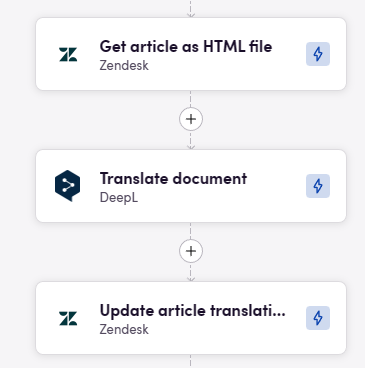 Get article as HTML file
Zendesk
Translate document
DeepL
Update article translati...
Zendesk